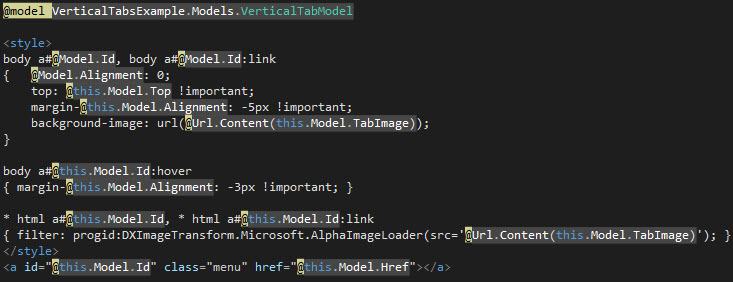 @model VerticalTabsExample.Models.VerticalTabModel
<style>
body a#@Model.Id, body a#@Model.Id:link
{   @Model.Alignment: 0;
    top: @this.Model.Top !important;
    margin-@this.Model.Alignment: -5px !important;
    background-image: url(@Url.Content(this.Model.TabImage));
}
body a#@this.Model.Id:hover
{ margin-@this.Model.Alignment: -3px !important; }
* html a#@this.Model.Id, * html a#@this.Model.Id:link
{ filter: progid:DXImageTransform.Microsoft.AlphaImageLoader(src='@Url.Content(this.Model.TabImage)'); }
</style>
<a id="@this.Model.Id" class="menu" href="@this.Model.Href"></a>